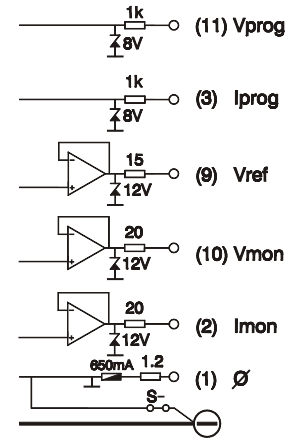 1k
(11) Vprog
8V
1k
(3) Iprog
8V
15
(9) Vref
12V
20
(10) Vmon
12V
20
(2) Imon
12V
650mA 1.2
(1) Ø
S–